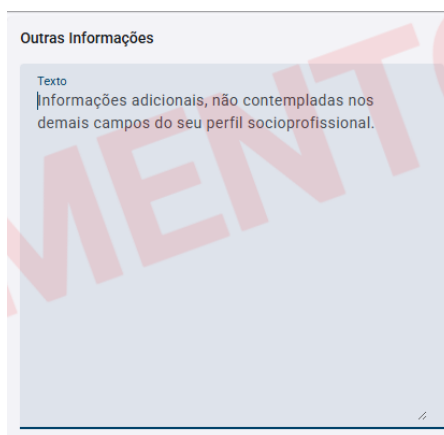 Outras Informações
Texto
Informações adicionais, não contempladas nos
demais campos do seu perfil socioprofissional.
MENTO